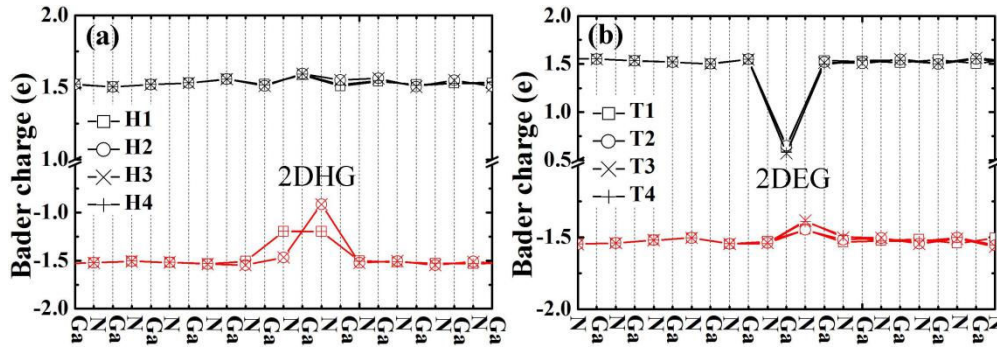 (a)
Bader charge (e)
2.0
1.5
1.0
-1.0
-1.5
-2.0
H1
H2
H3
H4
2DHG
Ga N Ga N Ga N Ga N Ga N Ga N Ga N Ga N Ga N Ga N Ga N Ga
(b)
Bader charge (e)
2.0
1.5
1.0
0.5
-1.5
-2.0
T1
T2
T3
T4
2DEG
N Ga N Ga N Ga N Ga N Ga N Ga N Ga N Ga N Ga N Ga N Ga N